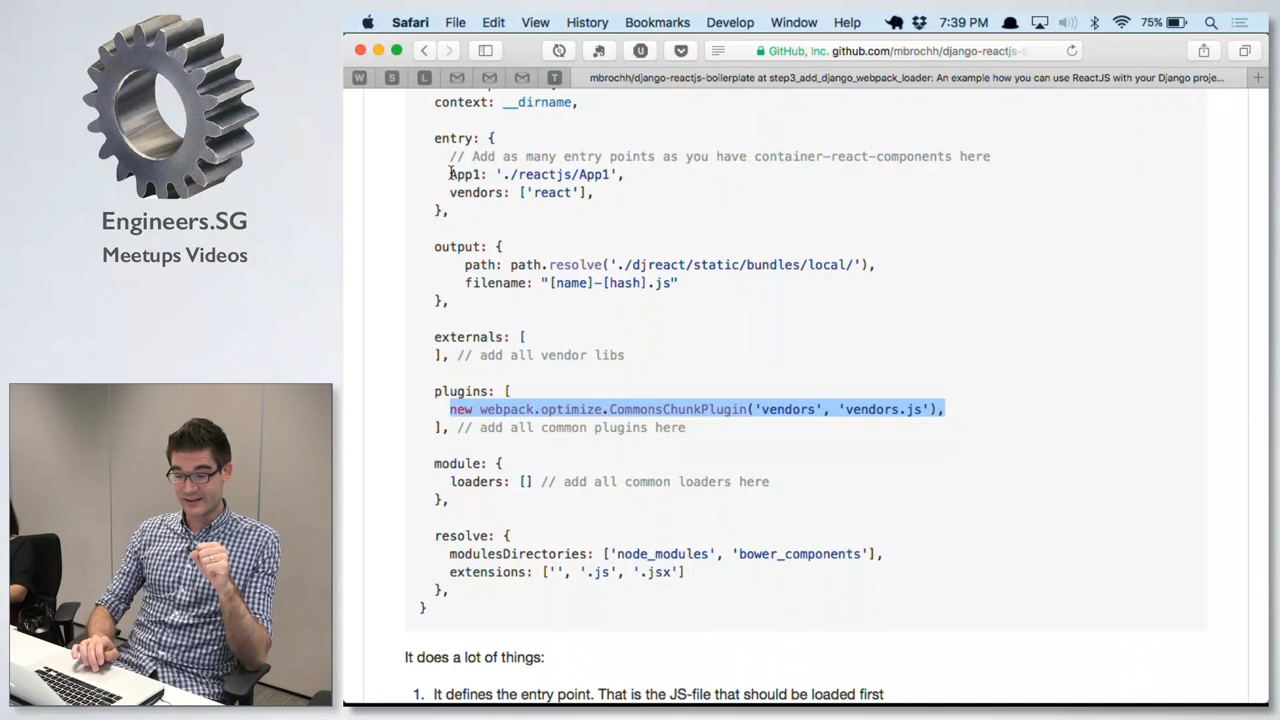 Safari File Edit View History Bookmarks Develop Window Help 7:39 PM 75%
GitHub, Inc. github.com/mbrochh/django-reactjs-
W 5 L T mbrochh/django-reactjs-boilerplate at step3_add_django_webpack_loader: An example how you can use ReactJS with your Django proje...
Engineers.SG
Meetups Videos
context: __dirname,
entry: {
// Add as many entry points as you have container-react-components here
App1: './reactjs/App1',
vendors: ['react'],
},
output: {
path: path.resolve('./djreact/static/bundles/local/'),
filename: "[name]-[hash].js"
},
externals: [
], // add all vendor libs
plugins: [
new webpack.optimize.CommonsChunkPlugin('vendors', 'vendors.js'),
], // add all common plugins here
module: {
loaders: [] // add all common loaders here
},
resolve: {
modulesDirectories: ['node_modules', 'bower_components'],
extensions: ['', '.js', '.jsx']
},
}
It does a lot of things:
1. It defines the entry point. That is the JS-file that should be loaded first